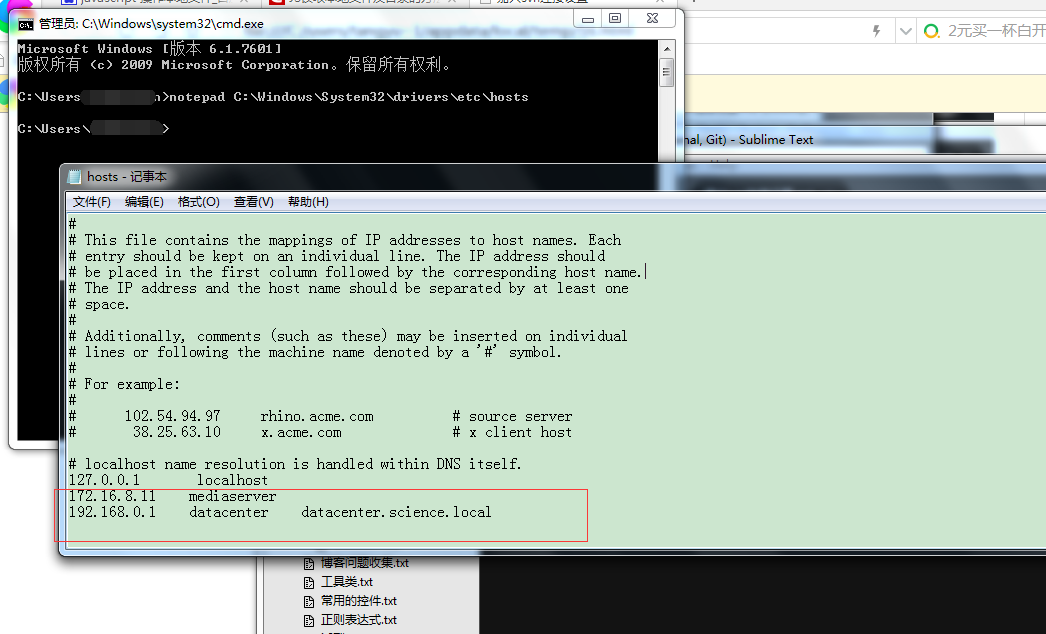 管理员: C:\Windows\system32\cmd.exe
Microsoft Windows [版本 6.1.7601]
版权所有 (c) 2009 Microsoft Corporation。保留所有权利。
C:\Users n>notepad C:\Windows\System32\drivers\etc\hosts
C:\Users\ >
2元买一杯白开
nal, Git) - Sublime Text
hosts - 记事本
文件(F) 编辑(E) 格式(O) 查看(V) 帮助(H)
#
# This file contains the mappings of IP addresses to host names. Each
# entry should be kept on an individual line. The IP address should
# be placed in the first column followed by the corresponding host name.
# The IP address and the host name should be separated by at least one
# space.
#
# Additionally, comments (such as these) may be inserted on individual
# lines or following the machine name denoted by a '#' symbol.
#
# For example:
#
# 102.54.94.97 rhino.acme.com # source server
# 38.25.63.10 x.acme.com # x client host
# localhost name resolution is handled within DNS itself.
127.0.0.1 localhost
172.16.8.11 mediaserver
192.168.0.1 datacenter datacenter.science.local
博客问题收集.txt
工具类.txt
常用的控件.txt
正则表达式.txt